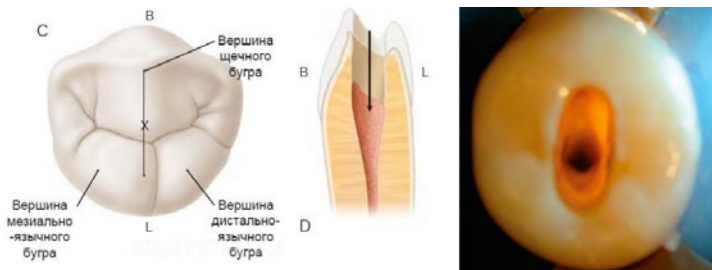 C
B
Вершина
щечного
бугра
X
Вершина
мезиально
-язычного
бугра
L
Вершина
дистально-
язычного
бугра
B
L
D